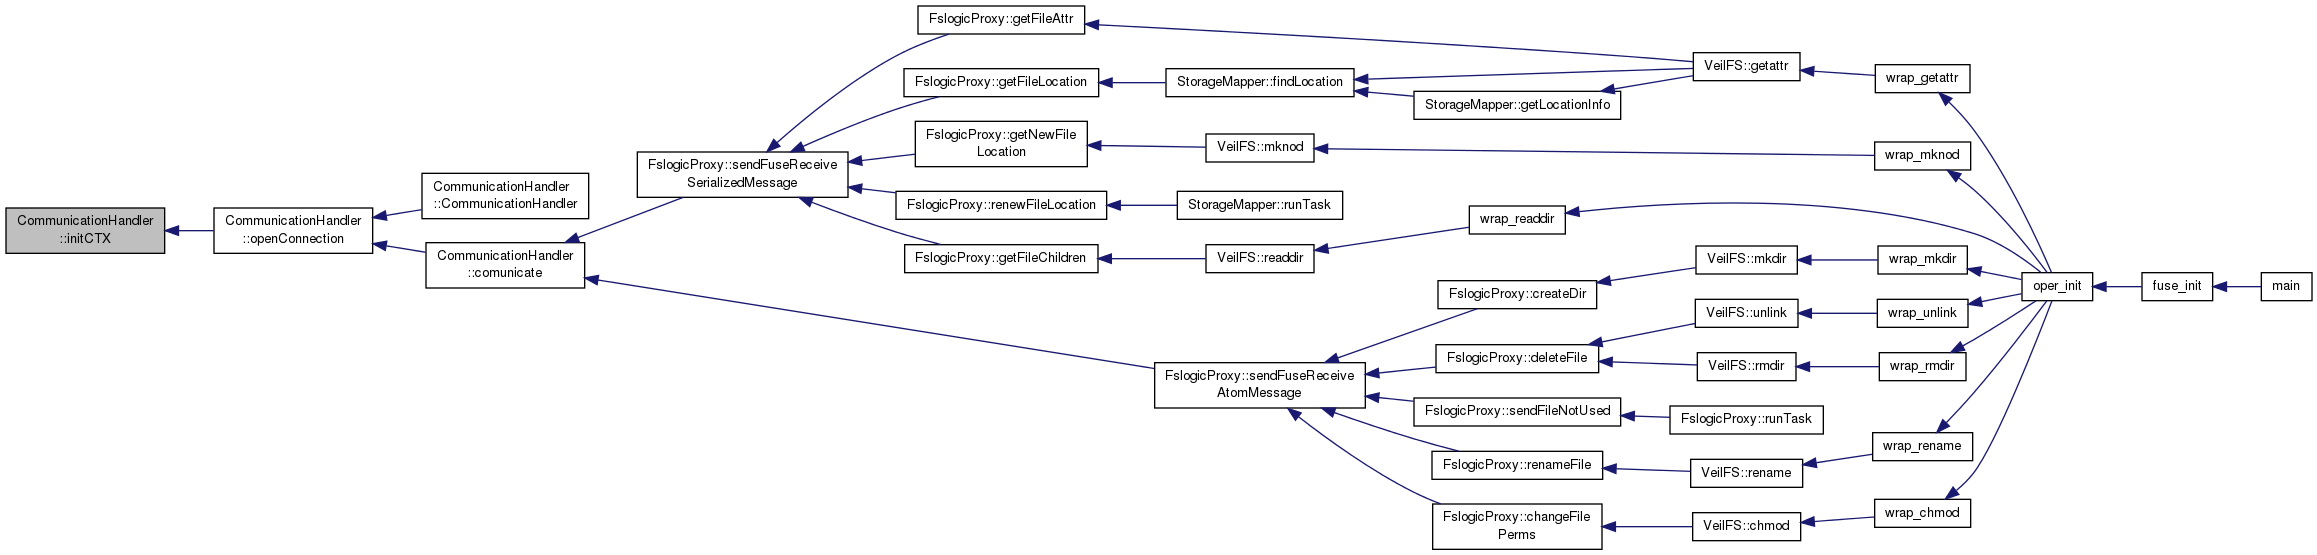 CommunicationHandler
::initCTX
CommunicationHandler
::openConnection
CommunicationHandler
::CommunicationHandler
CommunicationHandler
::comunicate
FslogicProxy::sendFuseReceive
SerializedMessage
FslogicProxy::getFileAttr
FslogicProxy::getFileLocation
FslogicProxy::getNewFile
Location
FslogicProxy::renewFileLocation
FslogicProxy::getFileChildren
StorageMapper::findLocation
StorageMapper::getLocationInfo
VeilFS::getattr
wrap_getattr
VeilFS::mknod
wrap_mknod
StorageMapper::runTask
VeilFS::readdir
wrap_readdir
FslogicProxy::sendFuseReceive
AtomMessage
FslogicProxy::createDir
FslogicProxy::deleteFile
FslogicProxy::sendFileNotUsed
FslogicProxy::renameFile
FslogicProxy::changeFile
Perms
VeilFS::mkdir
VeilFS::unlink
VeilFS::rmdir
FslogicProxy::runTask
VeilFS::rename
VeilFS::chmod
wrap_mkdir
wrap_unlink
wrap_rmdir
wrap_rename
wrap_chmod
oper_init
fuse_init
main